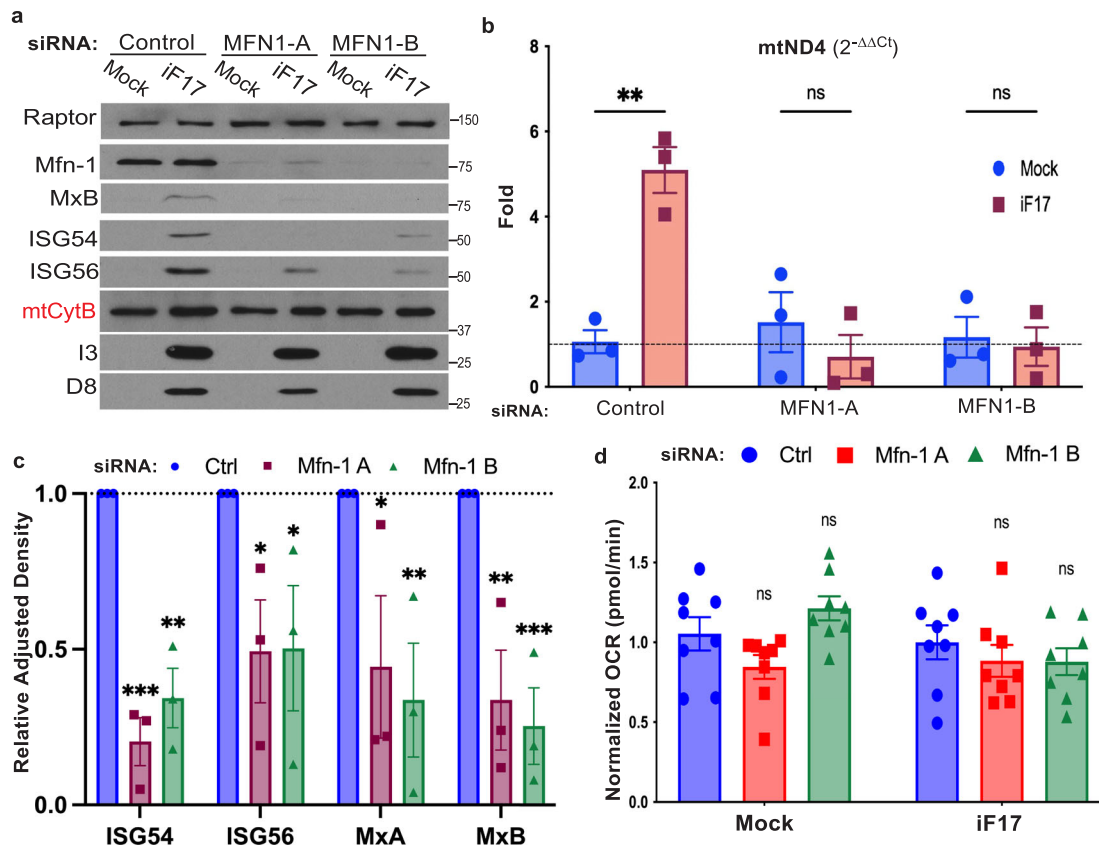 a
siRNA: Control MFN1-A MFN1-B
Mock iF17 Mock iF17 Mock iF17
Raptor 150
Mfn-1 75
MxB 75
ISG54 50
ISG56 50
mtCytB 37
I3 25
D8 25
b
mtND4 (2-ΔΔCt)
8
** ns ns
6
4
2
0
Fold
Mock
iF17
siRNA: Control MFN1-A MFN1-B
c
siRNA: Ctrl Mfn-1 A Mfn-1 B
1.0
0.5
0.0
Relative Adjusted Density
*** ** * * * ** ** ***
ISG54 ISG56 MxA MxB
d
siRNA: Ctrl Mfn-1 A Mfn-1 B
2.0
1.5
1.0
0.5
0.0
Normalized OCR (pmol/min)
ns ns ns ns
Mock iF17